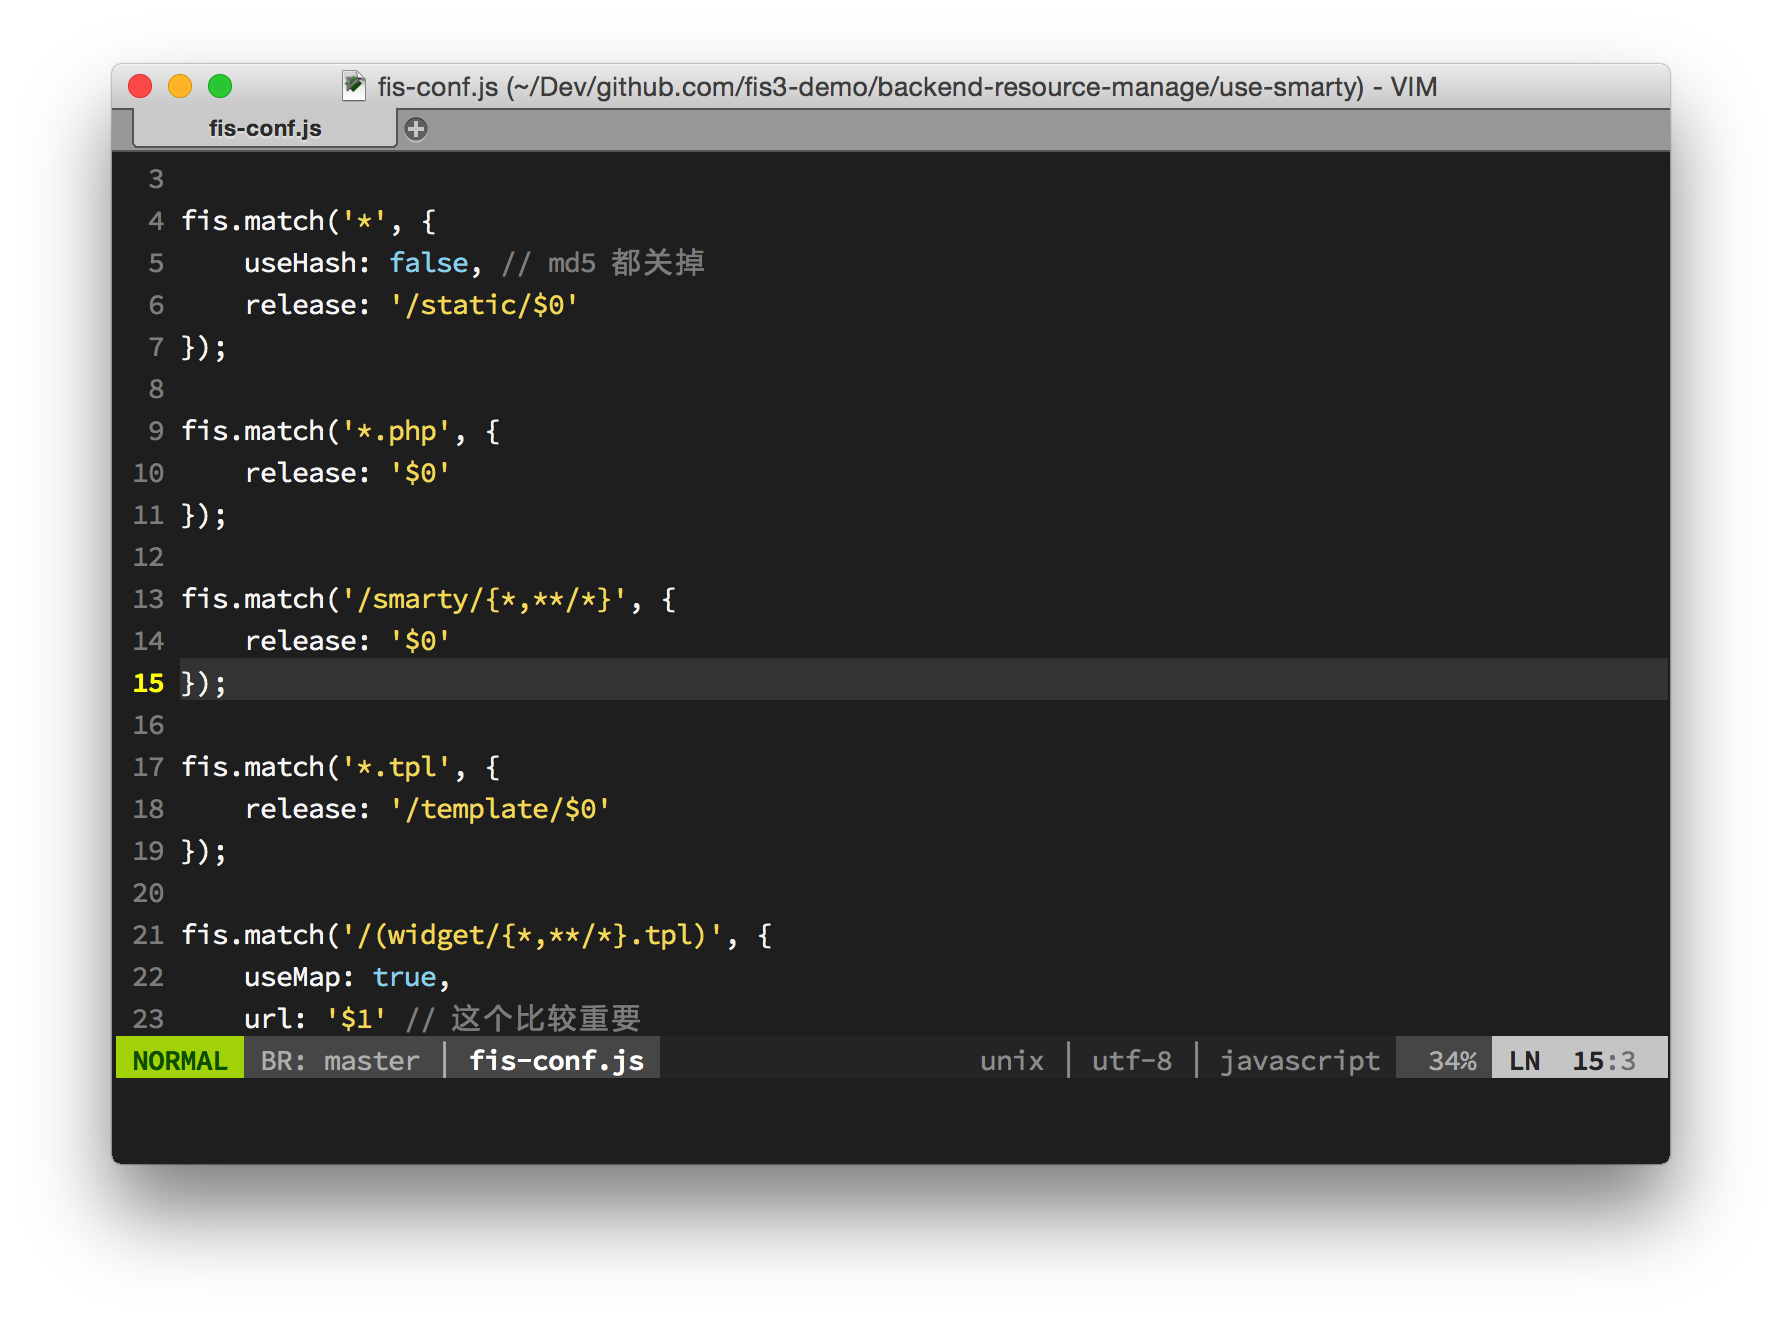 fis-conf.js (~/Dev/github.com/fis3-demo/backend-resource-manage/use-smarty) - VIM
fis-conf.js
3
4 fis.match('*', {
5     useHash: false, // md5 都关掉
6     release: '/static/$0'
7 });
8
9 fis.match('*.php', {
10     release: '$0'
11 });
12
13 fis.match('/smarty/{*,**/*}', {
14     release: '$0'
15 });
16
17 fis.match('*.tpl', {
18     release: '/template/$0'
19 });
20
21 fis.match('/(widget/{*,**/*}.tpl)', {
22     useMap: true,
23     url: '$1' // 这个比较重要
NORMAL BR: master | fis-conf.js unix | utf-8 | javascript 34% LN 15:3